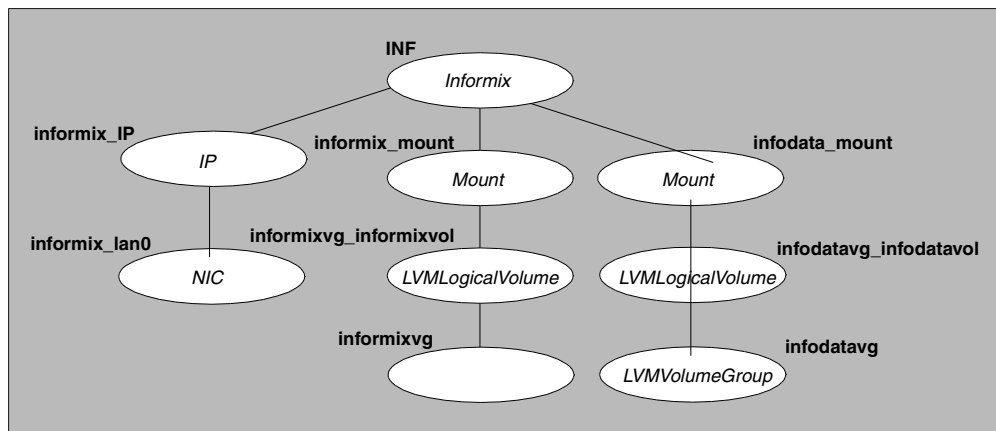 INF
Informix
informix_IP
IP
informix_mount
Mount
infodata_mount
Mount
informix_lan0
NIC
informixvg_informixvol
LVMLogicalVolume
infodatavg_infodatavol
LVMLogicalVolume
informixvg
infodatavg
LVMVolumeGroup